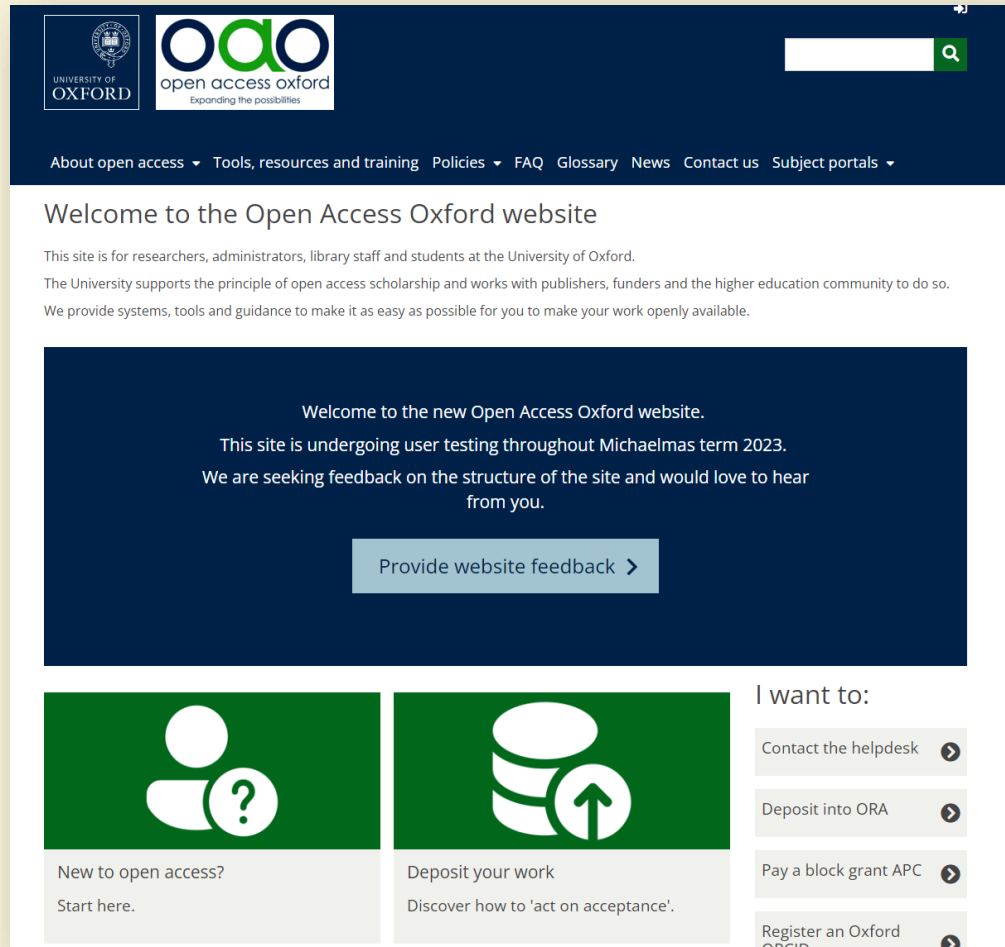 UNIVERSITY OF
OXFORD
oao
open access oxford
Expanding the possibilities
About open access Tools, resources and training Policies FAQ Glossary News Contact us Subject portals
Welcome to the Open Access Oxford website
This site is for researchers, administrators, library staff and students at the University of Oxford.
The University supports the principle of open access scholarship and works with publishers, funders and the higher education community to do so.
We provide systems, tools and guidance to make it as easy as possible for you to make your work openly available.
Welcome to the new Open Access Oxford website.
This site is undergoing user testing throughout Michaelmas term 2023.
We are seeking feedback on the structure of the site and would love to hear
from you.
Provide website feedback
?
New to open access?
Start here.
Deposit your work
Discover how to 'act on acceptance'.
I want to:
Contact the helpdesk
Deposit into ORA
Pay a block grant APC
Register an Oxford